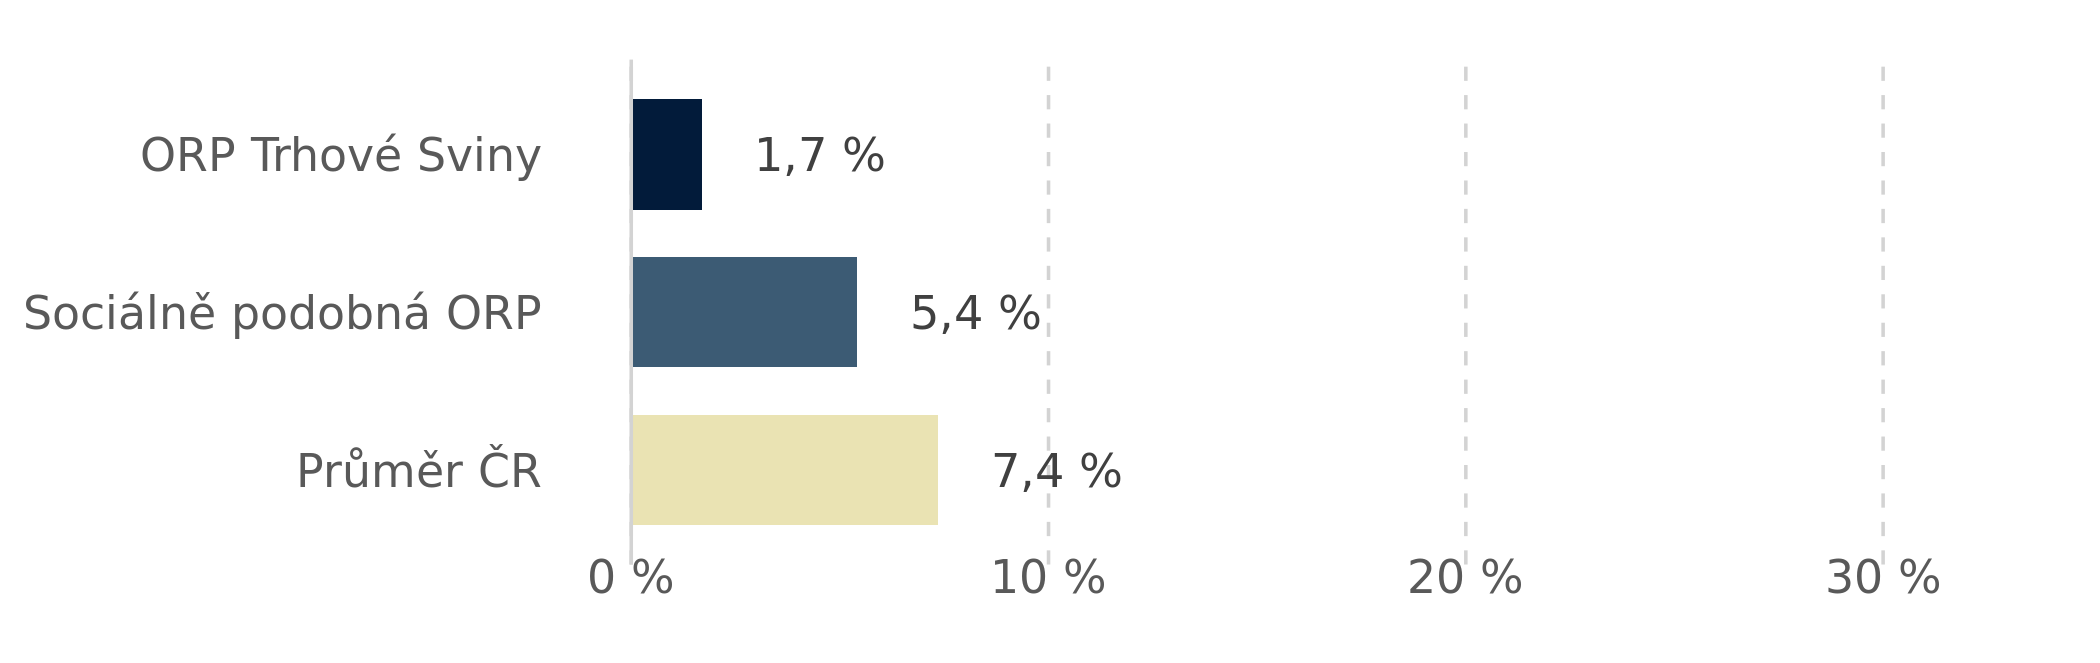 ORP Trhové Sviny 1,7 %
Sociálně podobná ORP 5,4 %
Průměr ČR 7,4 %
0 % 10 % 20 % 30 %